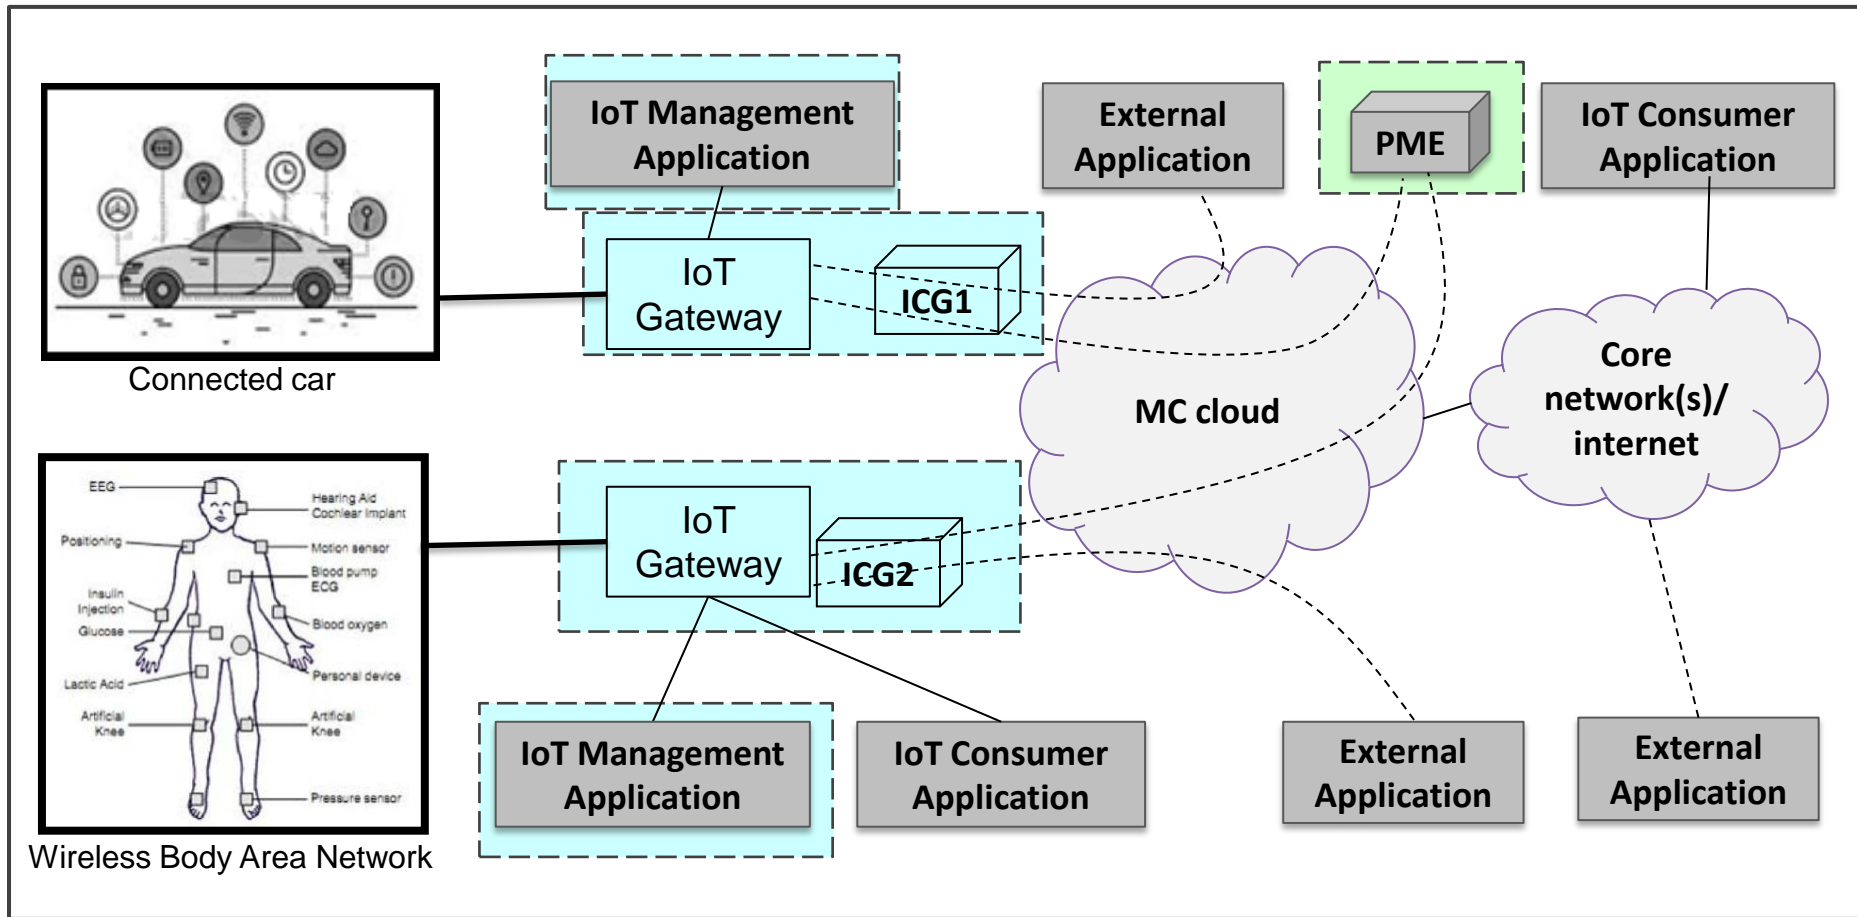 IoT Management
Application
External
Application
PME
IoT Consumer
Application
IoT
Gateway
ICG1
Connected car
MC cloud
Core
network(s)/
internet
EEG
Hearing Aid
Cochlear Implant
Positioning
Motion sensor
Blood pump
ECG
Insulin
Injection
Glucose
Blood oxygen
Lactic Acid
Personal device
Artificial
Knee
Artificial
Knee
Pressure sensor
Wireless Body Area Network
IoT
Gateway
ICG2
IoT Management
Application
IoT Consumer
Application
External
Application
External
Application